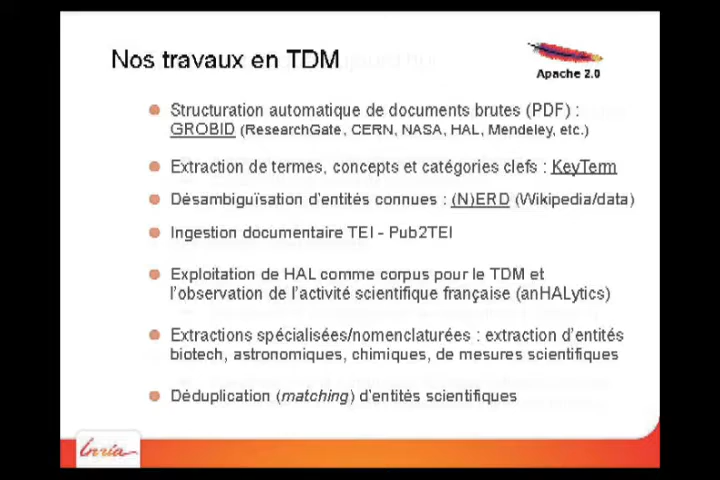 Nos travaux en TDM
Apache 2.0
Structuration automatique de documents brutes (PDF) :
GROBID (ResearchGate, CERN, NASA, HAL, Mendeley, etc.)
Extraction de termes, concepts et catégories clefs : KeyTerm
Désambiguïsation d'entités connues : (N)ERD (Wikipedia/data)
Ingestion documentaire TEI - Pub2TEI
Exploitation de HAL comme corpus pour le TDM et
l'observation de l'activité scientifique française (anHALytics)
Extractions spécialisées/nomenclaturées : extraction d'entités
biotech, astronomiques, chimiques, de mesures scientifiques
Déduplication (matching) d'entités scientifiques
Inria